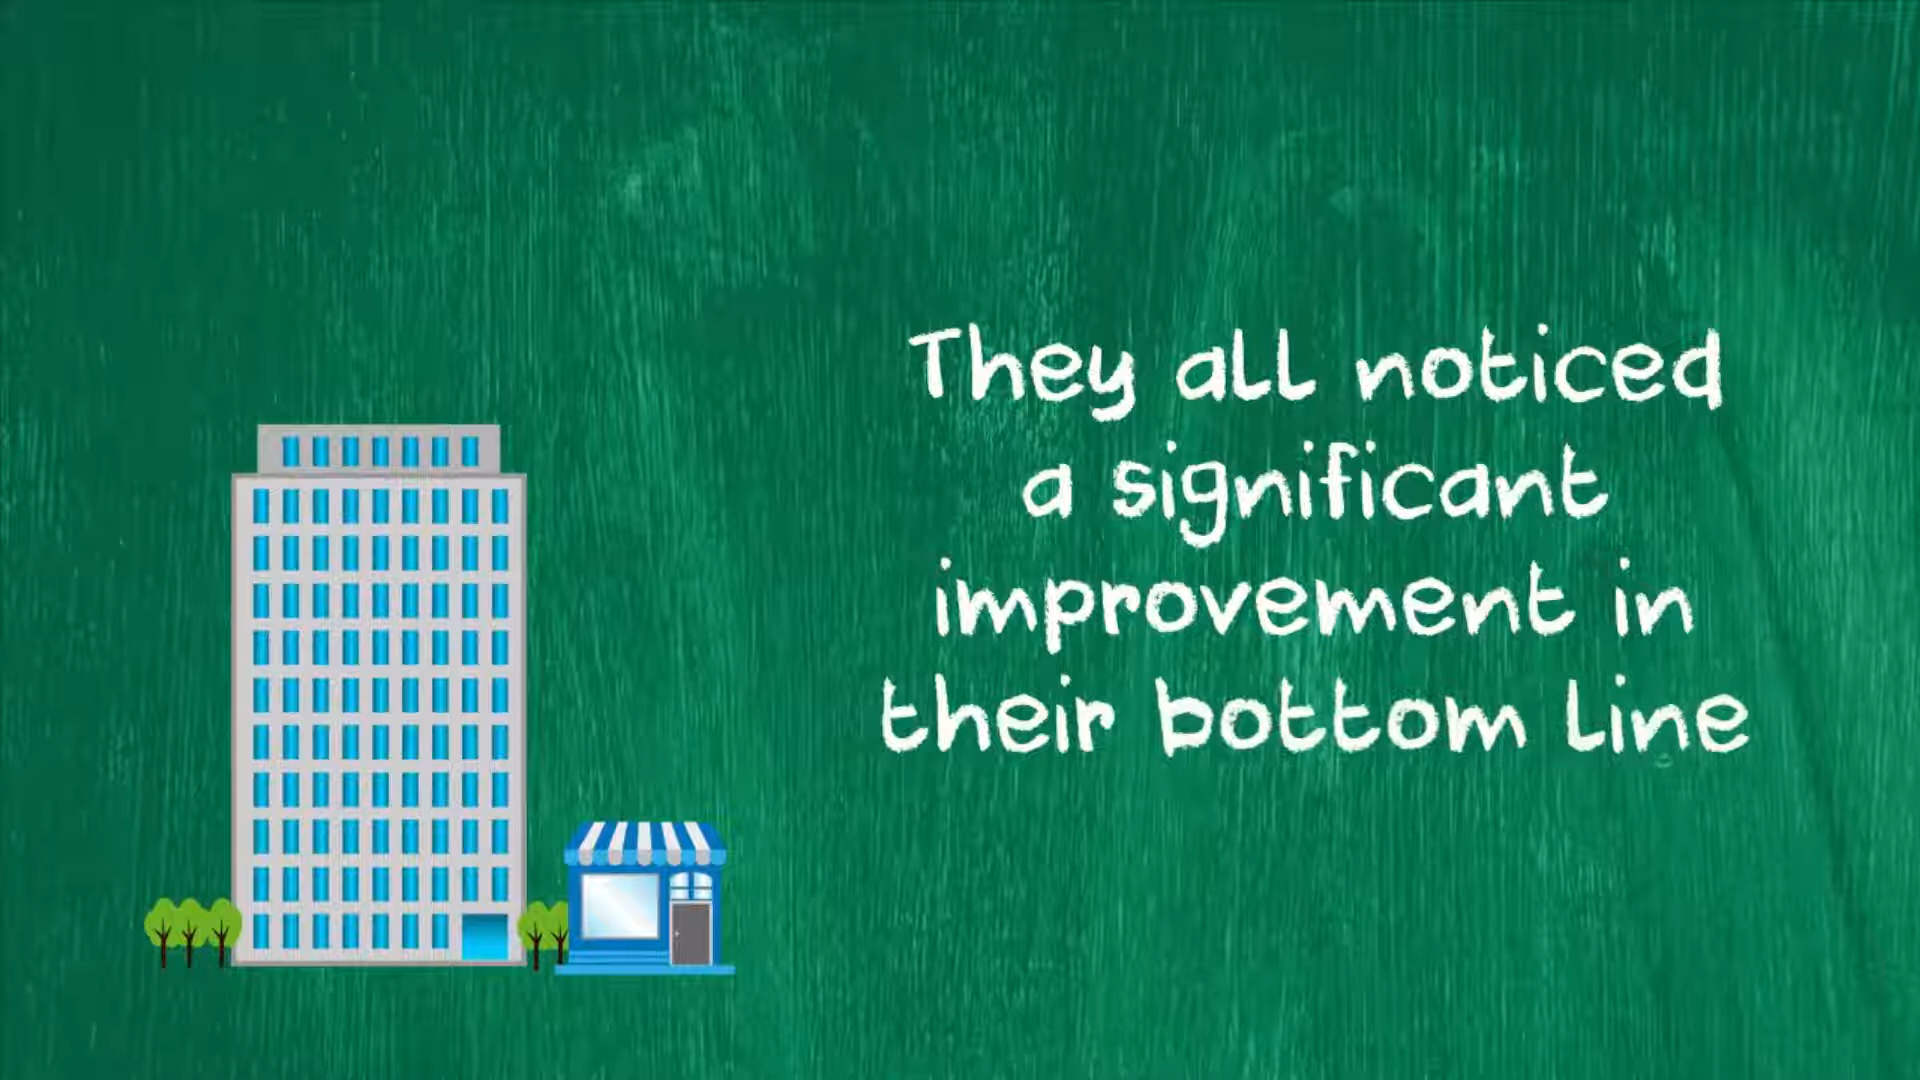 They all noticed
a significant
improvement in
their bottom line